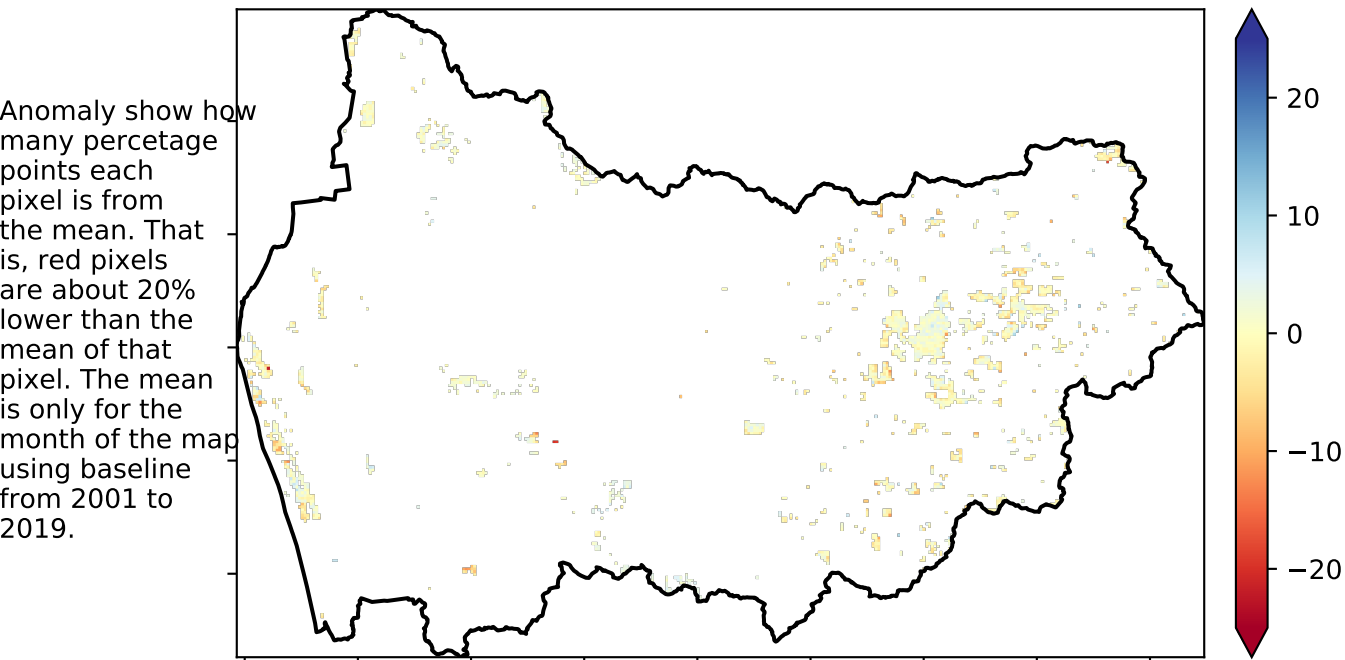 Anomaly show how
many percetage
points each
pixel is from
the mean. That
is, red pixels
are about 20%
lower than the
mean of that
pixel. The mean
is only for the
month of the map
using baseline
from 2001 to
2019.
20
10
0
−10
−20